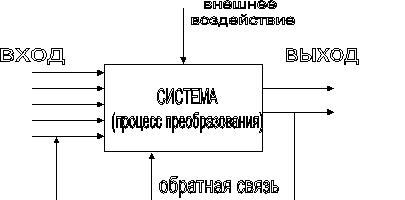 внешнее
воздействие
ВХОД
ВЫХОД
СИСТЕМА
(процесс преобразования)
обратная связь